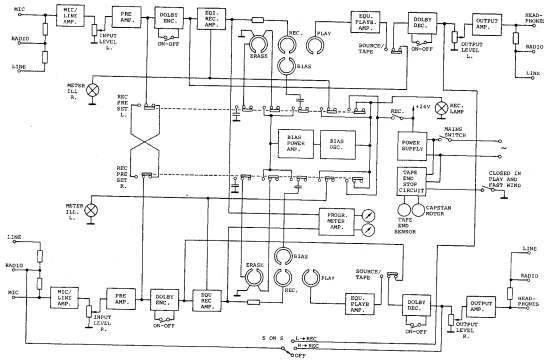 MIC
RADIO
LINE
MIC/
LINE
AMP.
INPUT
LEVEL
L.
PRE
AMP.
DOLBY
ENC.
ON-OFF
EQU.
REC.
AMP.
ERASE
REC.
BIAS
PLAY
EQU.
PLAYB.
AMP.
SOURCE/
TAPE
DOLBY
DEC.
ON-OFF
OUTPUT
LEVEL
L.
OUTPUT
AMP.
HEAD-
PHONES
RADIO
LINE
METER
ILL.
R.
REC
PRE
SET
L.
REC
PRE
SET
R.
BIAS
POWER
AMP.
BIAS
OSC.
REC.
+24V
REC.
LAMP
POWER
SUPPLY
MAINS
SWITCH
~
TAPE
END
STOP
CIRCUIT
CLOSED IN
PLAY AND
FAST WIND
TAPE
END
SENSOR
CAPSTAN
MOTOR
METER
ILL.
L.
PROGR.
METER
AMP.
LINE
RADIO
MIC
MIC/
LINE
AMP.
INPUT
LEVEL
R.
PRE
AMP.
DOLBY
ENC.
ON-OFF
EQU
REC
AMP.
ERASE
BIAS
REC.
PLAY
EQU.
PLAYB
AMP.
SOURCE/
TAPE
DOLBY
DEC.
ON-OFF
OUTPUT
LEVEL
R.
OUTPUT
AMP.
LINE
RADIO
HEAD-
PHONES
S ON S
L→REC
R→REC
OFF